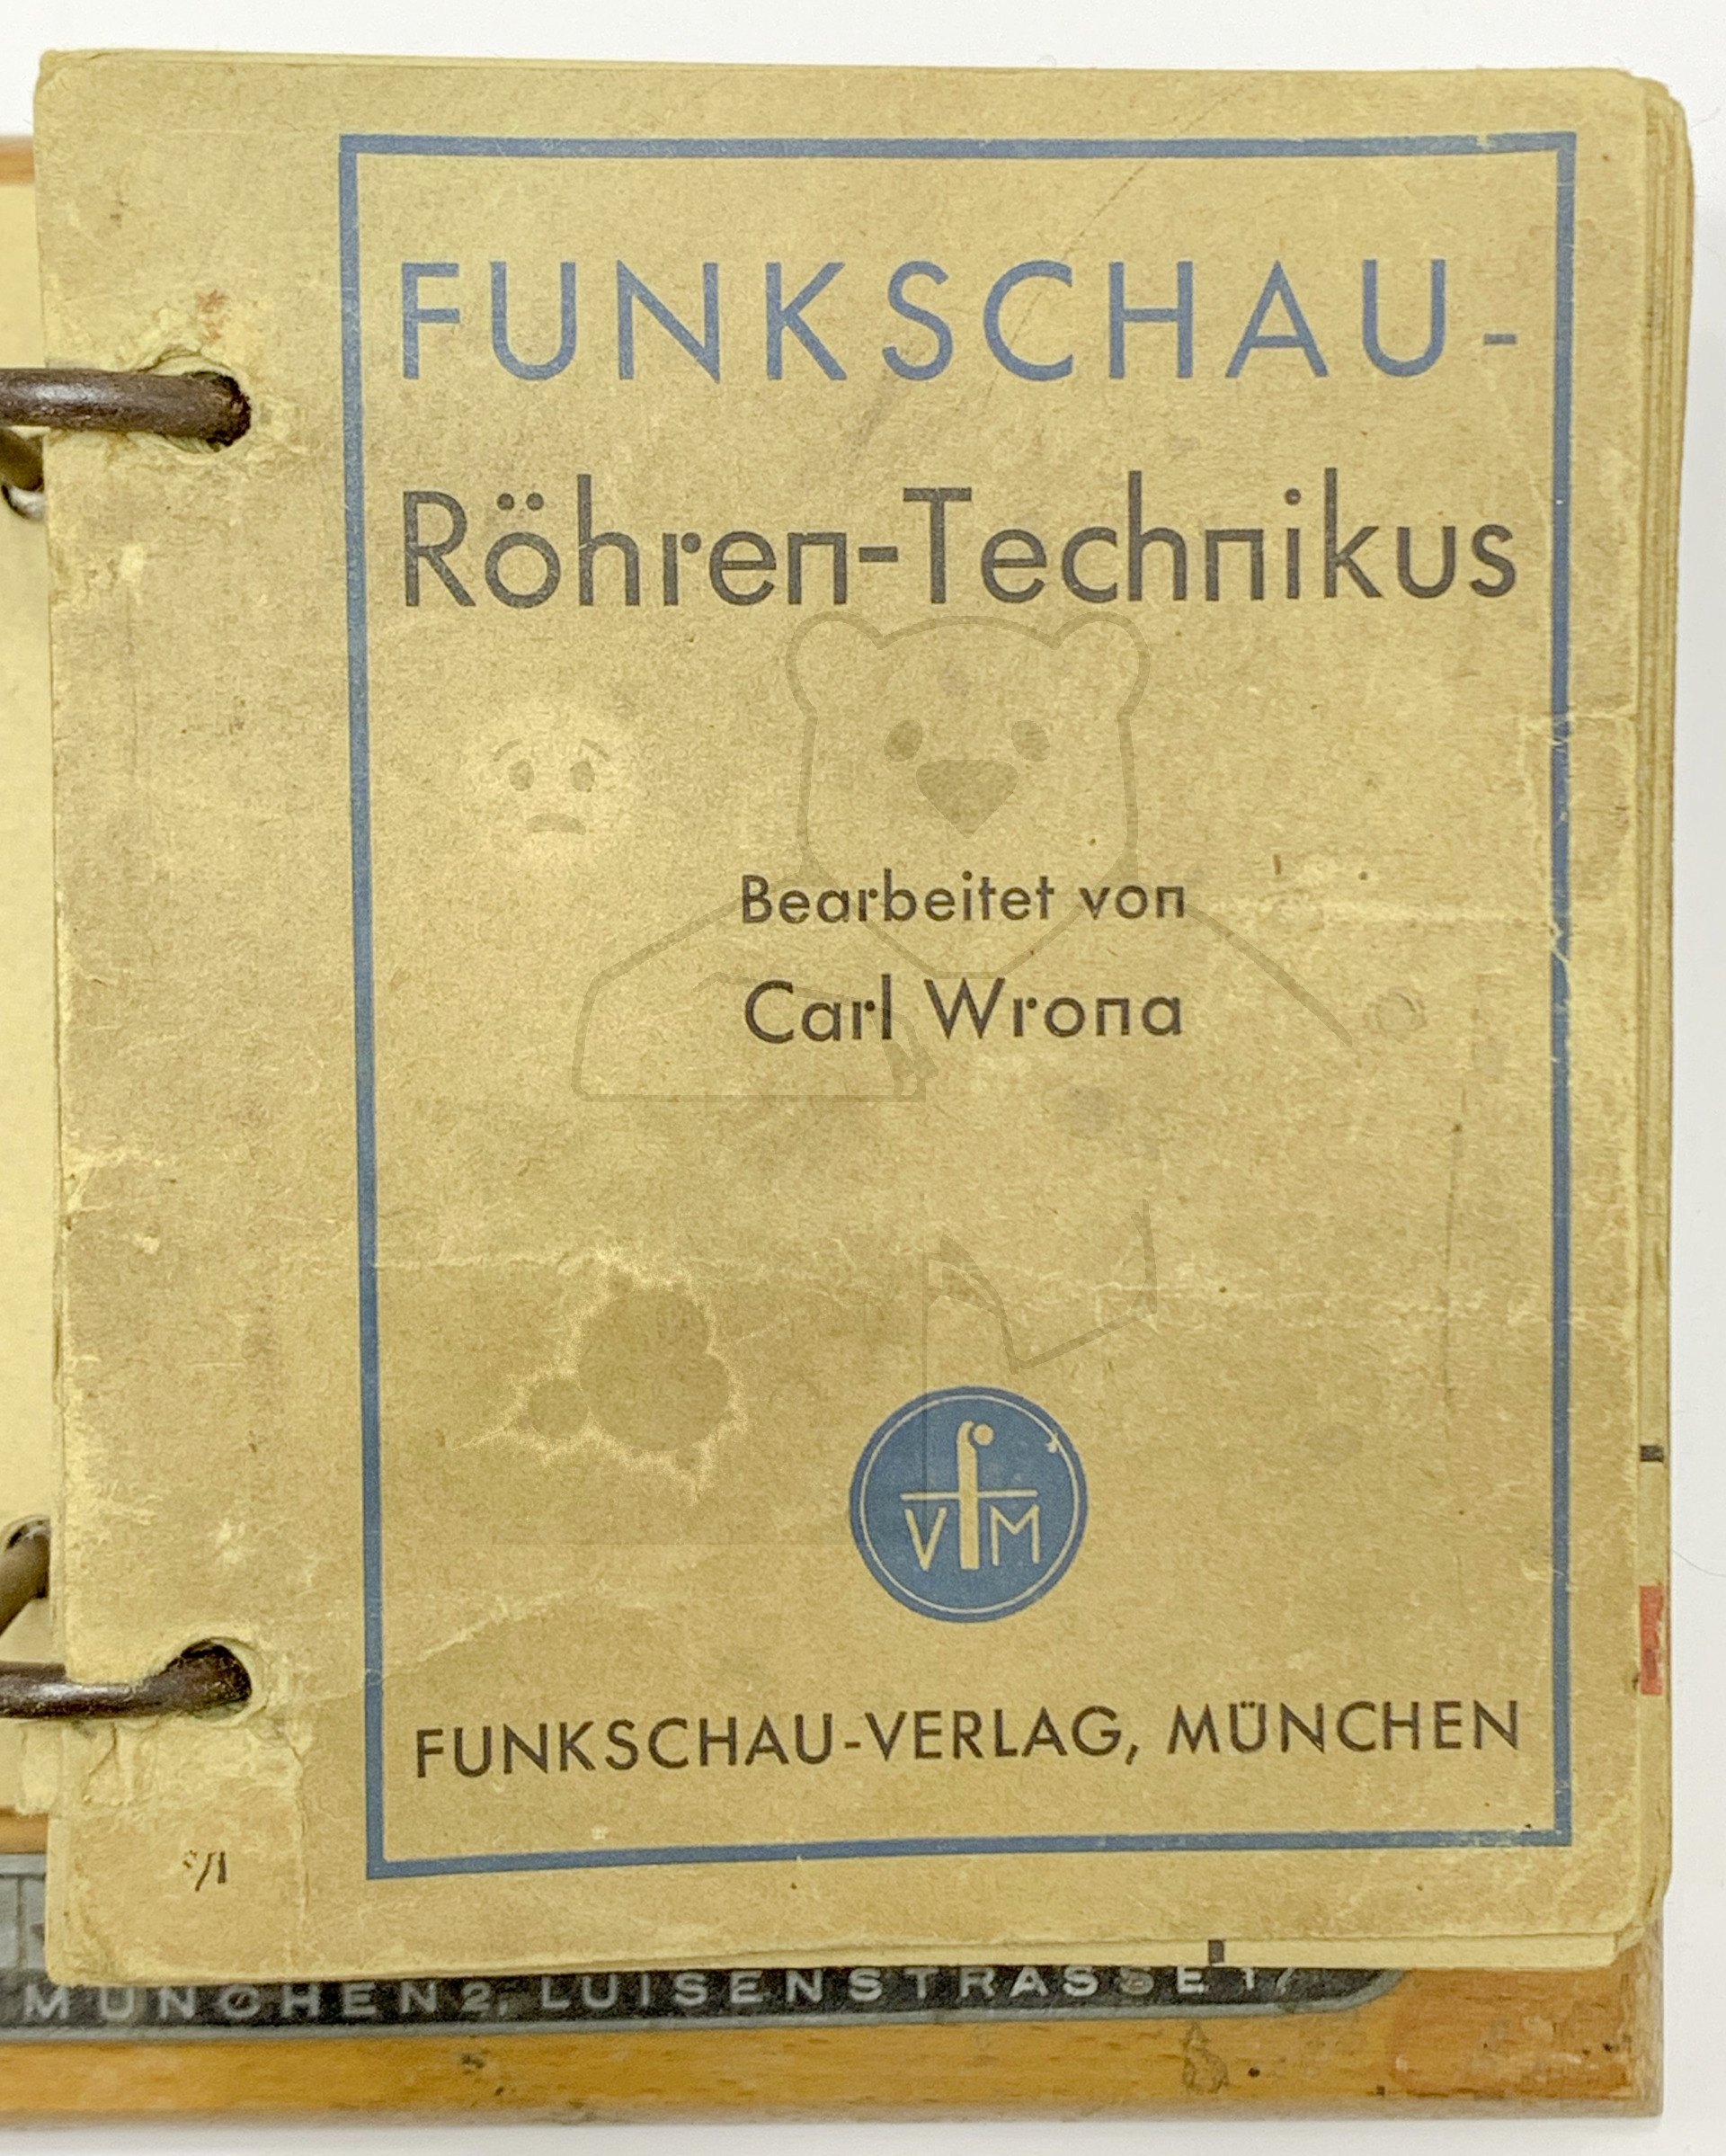 FUNKSCHAU-
Röhren-Technikus
Bearbeitet von
Carl Wrona
VfM
FUNKSCHAU-VERLAG, MÜNCHEN
MÜNCHEN 2, LUISENSTRASSE 17